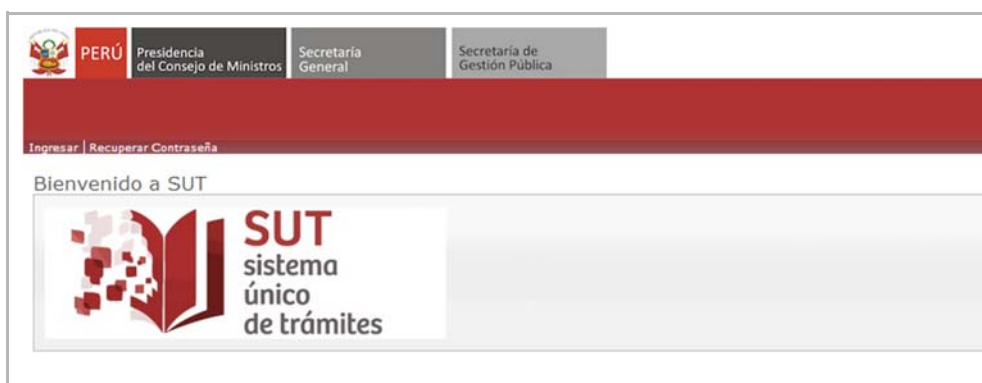 PERÚ
Presidencia
del Consejo de Ministros
Secretaría
General
Secretaría de
Gestión Pública
Ingresar | Recuperar Contraseña
Bienvenido a SUT
SUT
sistema
único
de trámites